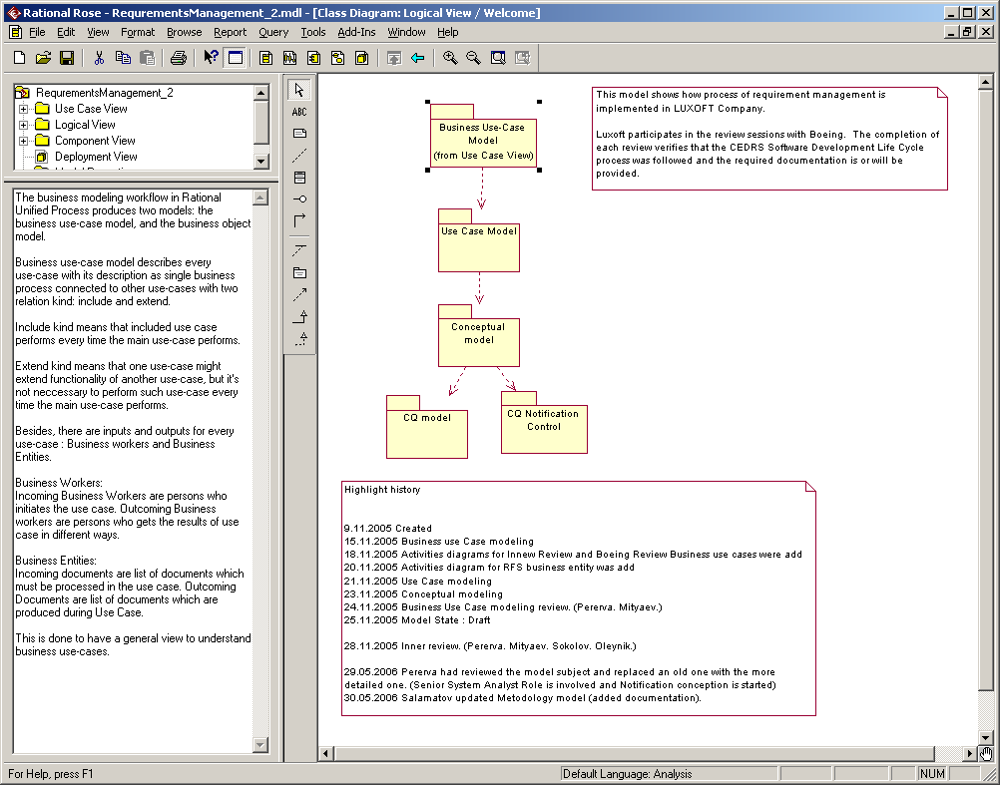 Rational Rose - RequrementsManagement_2.mdl - [Class Diagram: Logical View / Welcome]
File Edit View Format Browse Report Query Tools Add-Ins Window Help
RequrementsManagement_2
Use Case View
Logical View
Component View
Deployment View
The business modeling workflow in Rational
Unified Process produces two models: the
business use-case model, and the business object
model.
Business use-case model describes every
use-case with its description as single business
process connected to other use-cases with two
relation kind: include and extend.
Include kind means that included use case
performs every time the main use-case performs.
Extend kind means that one use-case might
extend functionality of another use-case, but it's
not neccessary to perform such use-case every
time the main use-case performs.
Besides, there are inputs and outputs for every
use-case : Business workers and Business
Entities.
Business Workers:
Incoming Business Workers are persons who
initiates the use case. Outcoming Business
workers are persons who gets the results of use
case in different ways.
Business Entities:
Incoming documents are list of documents which
must be processed in the use case. Outcoming
Documents are list of documents which are
produced during Use Case.
This is done to have a general view to understand
business use-cases.
ABC
Business Use-Case
Model
(from Use Case View)
Use Case Model
Conceptual
model
CQ model
CQ Notification
Control
This model shows how process of requirement management is
implemented in LUXOFT Company.
Luxoft participates in the review sessions with Boeing. The completion of
each review verifies that the CEDRS Software Development Life Cycle
process was followed and the required documentation is or will be
provided.
Highlight history
9.11.2005 Created
15.11.2005 Business use Case modeling
18.11.2005 Activities diagrams for Innew Review and Boeing Review Business use cases were add
20.11.2005 Activities diagram for RFS business entity was add
21.11.2005 Use Case modeling
23.11.2005 Conceptual modeling
24.11.2005 Business Use Case modeling review. (Pererva. Mityaev.)
25.11.2005 Model State : Draft
28.11.2005 Inner review. (Pererva. Mityaev. Sokolov. Oleynik.)
29.05.2006 Pererva had reviewed the model subject and replaced an old one with the more
detailed one. (Senior System Analyst Role is involved and Notification conception is started)
30.05.2006 Salamatov updated Metodology model (added documentation).
For Help, press F1
Default Language: Analysis
NUM